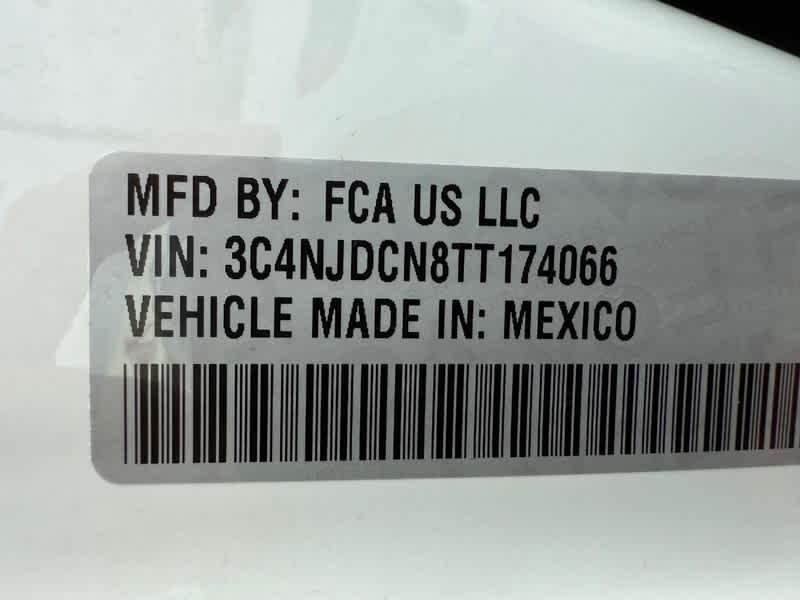 MFD BY: FCA US LLC
VIN: 3C4NJDCN8TT174066
VEHICLE MADE IN: MEXICO